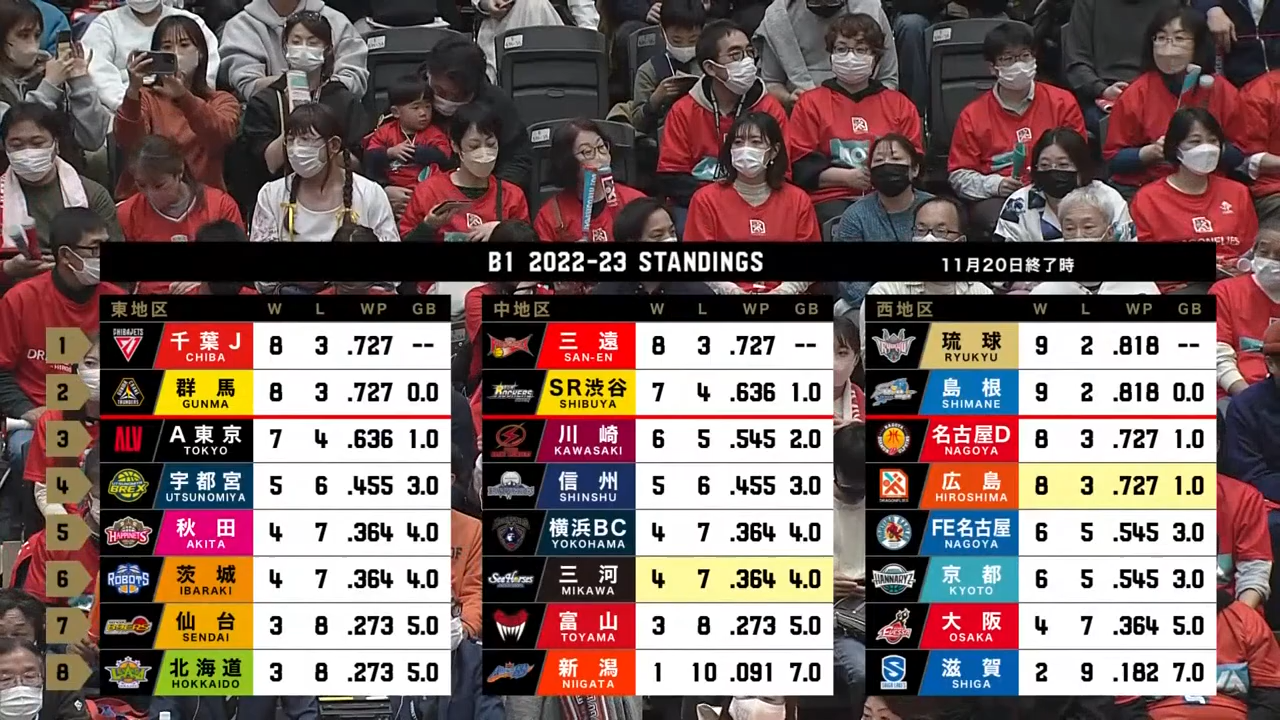 B1 2022-23 STANDINGS 11月20日終了時
東地区 W L WP GB
1 千葉J CHIBA 8 3 .727 --
2 群馬 GUNMA 8 3 .727 0.0
3 A東京 TOKYO 7 4 .636 1.0
4 宇都宮 UTSUNOMIYA 5 6 .455 3.0
5 秋田 AKITA 4 7 .364 4.0
6 茨城 IBARAKI 4 7 .364 4.0
7 仙台 SENDAI 3 8 .273 5.0
8 北海道 HOKKAIDO 3 8 .273 5.0
中地区 W L WP GB
三遠 SAN-EN 8 3 .727 --
SR渋谷 SHIBUYA 7 4 .636 1.0
川崎 KAWASAKI 6 5 .545 2.0
信州 SHINSHU 5 6 .455 3.0
横浜BC YOKOHAMA 4 7 .364 4.0
三河 MIKAWA 4 7 .364 4.0
富山 TOYAMA 3 8 .273 5.0
新潟 NIIGATA 1 10 .091 7.0
西地区 W L WP GB
琉球 RYUKYU 9 2 .818 --
島根 SHIMANE 9 2 .818 0.0
名古屋D NAGOYA 8 3 .727 1.0
広島 HIROSHIMA 8 3 .727 1.0
FE名古屋 NAGOYA 6 5 .545 3.0
京都 KYOTO 6 5 .545 3.0
大阪 OSAKA 4 7 .364 5.0
滋賀 SHIGA 2 9 .182 7.0
CHIBAJETS
ALV
BREX
HAPPINETS
ROBOTS
ROCKERS
SeaHorses
RYUKYU
HANNARYZ